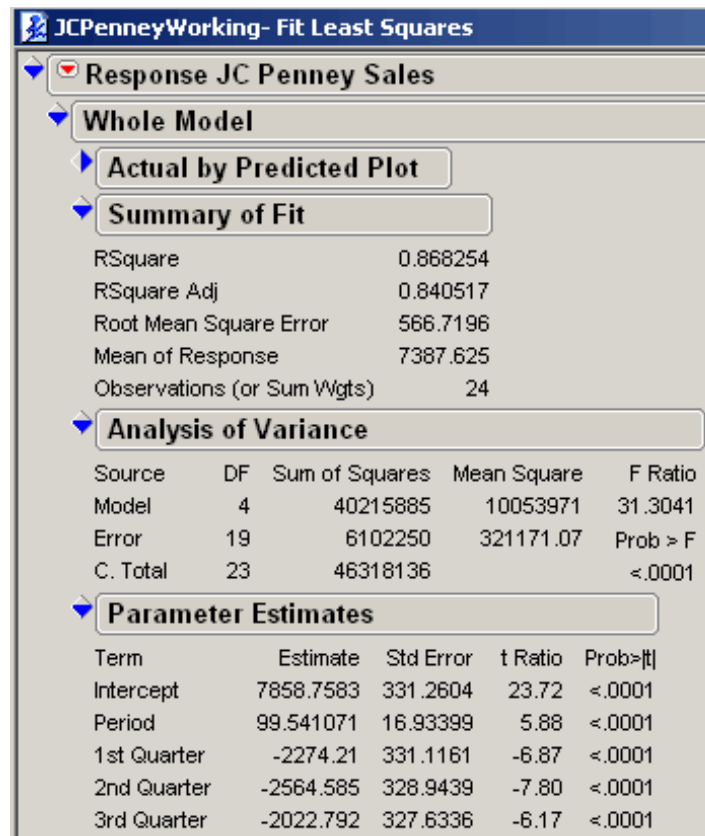 JCPenneyWorking- Fit Least Squares
Response JC Penney Sales
Whole Model
Actual by Predicted Plot
Summary of Fit
RSquare 0.868254
RSquare Adj 0.840517
Root Mean Square Error 566.7196
Mean of Response 7387.625
Observations (or Sum Wgts) 24
Analysis of Variance
Source DF Sum of Squares Mean Square F Ratio
Model 4 40215885 10053971 31.3041
Error 19 6102250 321171.07 Prob > F
C. Total 23 46318136 <.0001
Parameter Estimates
Term Estimate Std Error t Ratio Prob>|t|
Intercept 7858.7583 331.2604 23.72 <.0001
Period 99.541071 16.93399 5.88 <.0001
1st Quarter -2274.21 331.1161 -6.87 <.0001
2nd Quarter -2564.585 328.9439 -7.80 <.0001
3rd Quarter -2022.792 327.6336 -6.17 <.0001